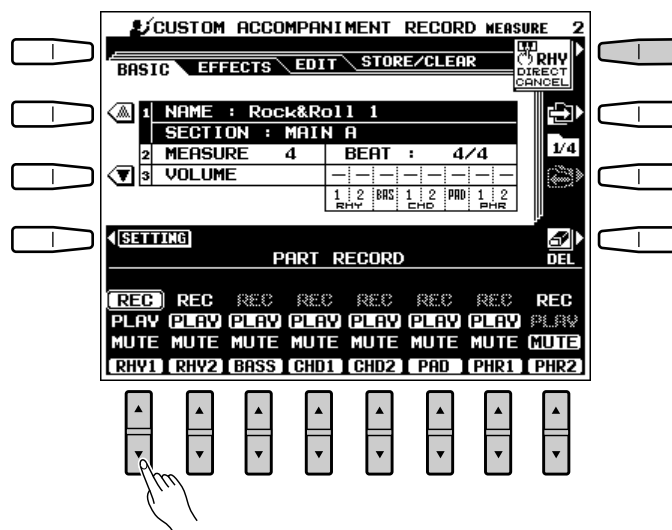 CUSTOM ACCOMPANIMENT RECORD MEASURE 2
BASIC EFFECTS EDIT STORE/CLEAR
RHY
DIRECT
CANCEL
1 NAME : Rock&Roll 1
SECTION : MAIN A
2 MEASURE 4 BEAT : 4/4
1/4
3 VOLUME
1 2 BAS 1 2 PAD 1 2
RHY CHD PHR
SETTING
PART RECORD
DEL
REC REC REC REC REC REC REC REC
PLAY PLAY PLAY PLAY PLAY PLAY PLAY PLAY
MUTE MUTE MUTE MUTE MUTE MUTE MUTE MUTE
RHY1 RHY2 BASS CHD1 CHD2 PAD PHR1 PHR2